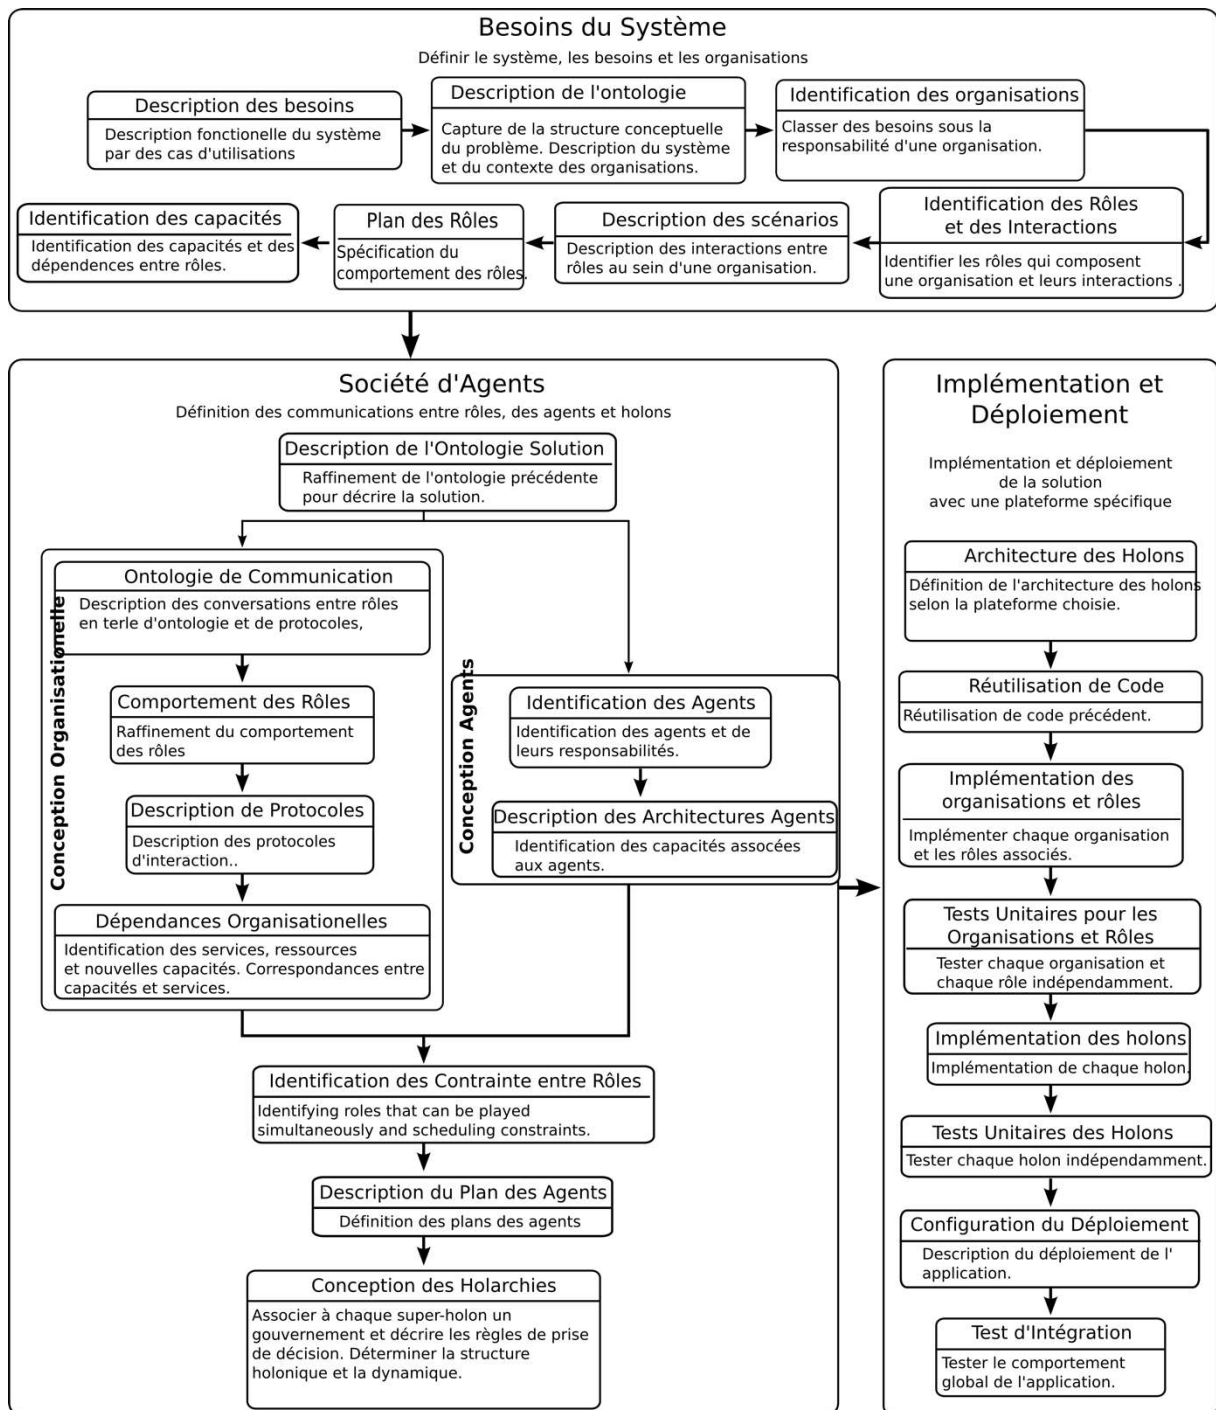 Besoins du Système
Définir le système, les besoins et les organisations
Description des besoins
Description fonctionelle du système
par des cas d'utilisations
Description de l'ontologie
Capture de la structure conceptuelle
du problème. Description du système
et du contexte des organisations.
Identification des organisations
Classer des besoins sous la
responsabilité d'une organisation.
Identification des Rôles
et des Interactions
Identifier les rôles qui composent
une organisation et leurs interactions .
Description des scénarios
Description des interactions entre
rôles au sein d'une organisation.
Plan des Rôles
Spécification du
comportement des rôles.
Identification des capacités
Identification des capacités et des
dépendences entre rôles.
Société d'Agents
Définition des communications entre rôles, des agents et holons
Description de l'Ontologie Solution
Raffinement de l'ontologie précédente
pour décrire la solution.
Conception Organisationelle
Ontologie de Communication
Description des conversations entre rôles
en terle d'ontologie et de protocoles,
Comportement des Rôles
Raffinement du comportement
des rôles
Description de Protocoles
Description des protocoles
d'interaction..
Dépendances Organisationelles
Identification des services, ressources
et nouvelles capacités. Correspondances entre
capacités et services.
Conception Agents
Identification des Agents
Identification des agents et de
leurs responsabilités.
Description des Architectures Agents
Identification des capacités assocées
aux agents.
Identification des Contrainte entre Rôles
Identifying roles that can be played
simultaneously and scheduling constraints.
Description du Plan des Agents
Définition des plans des agents
Conception des Holarchies
Associer à chaque super-holon un
gouvernement et décrire les règles de prise
de décision. Déterminer la structure
holonique et la dynamique.
Implémentation et
Déploiement
Implémentation et déploiement
de la solution
avec une plateforme spécifique
Architecture des Holons
Définition de l'architecture des holons
selon la plateforme choisie.
Réutilisation de Code
Réutilisation de code précédent.
Implémentation des
organisations et rôles
Implémenter chaque organisation
et les rôles associés.
Tests Unitaires pour les
Organisations et Rôles
Tester chaque organisation et
chaque rôle indépendamment.
Implémentation des holons
Implémentation de chaque holon.
Tests Unitaires des Holons
Tester chaque holon indépendamment.
Configuration du Déploiement
Description du déploiement de l'
application.
Test d'Intégration
Tester le comportement
global de l'application.